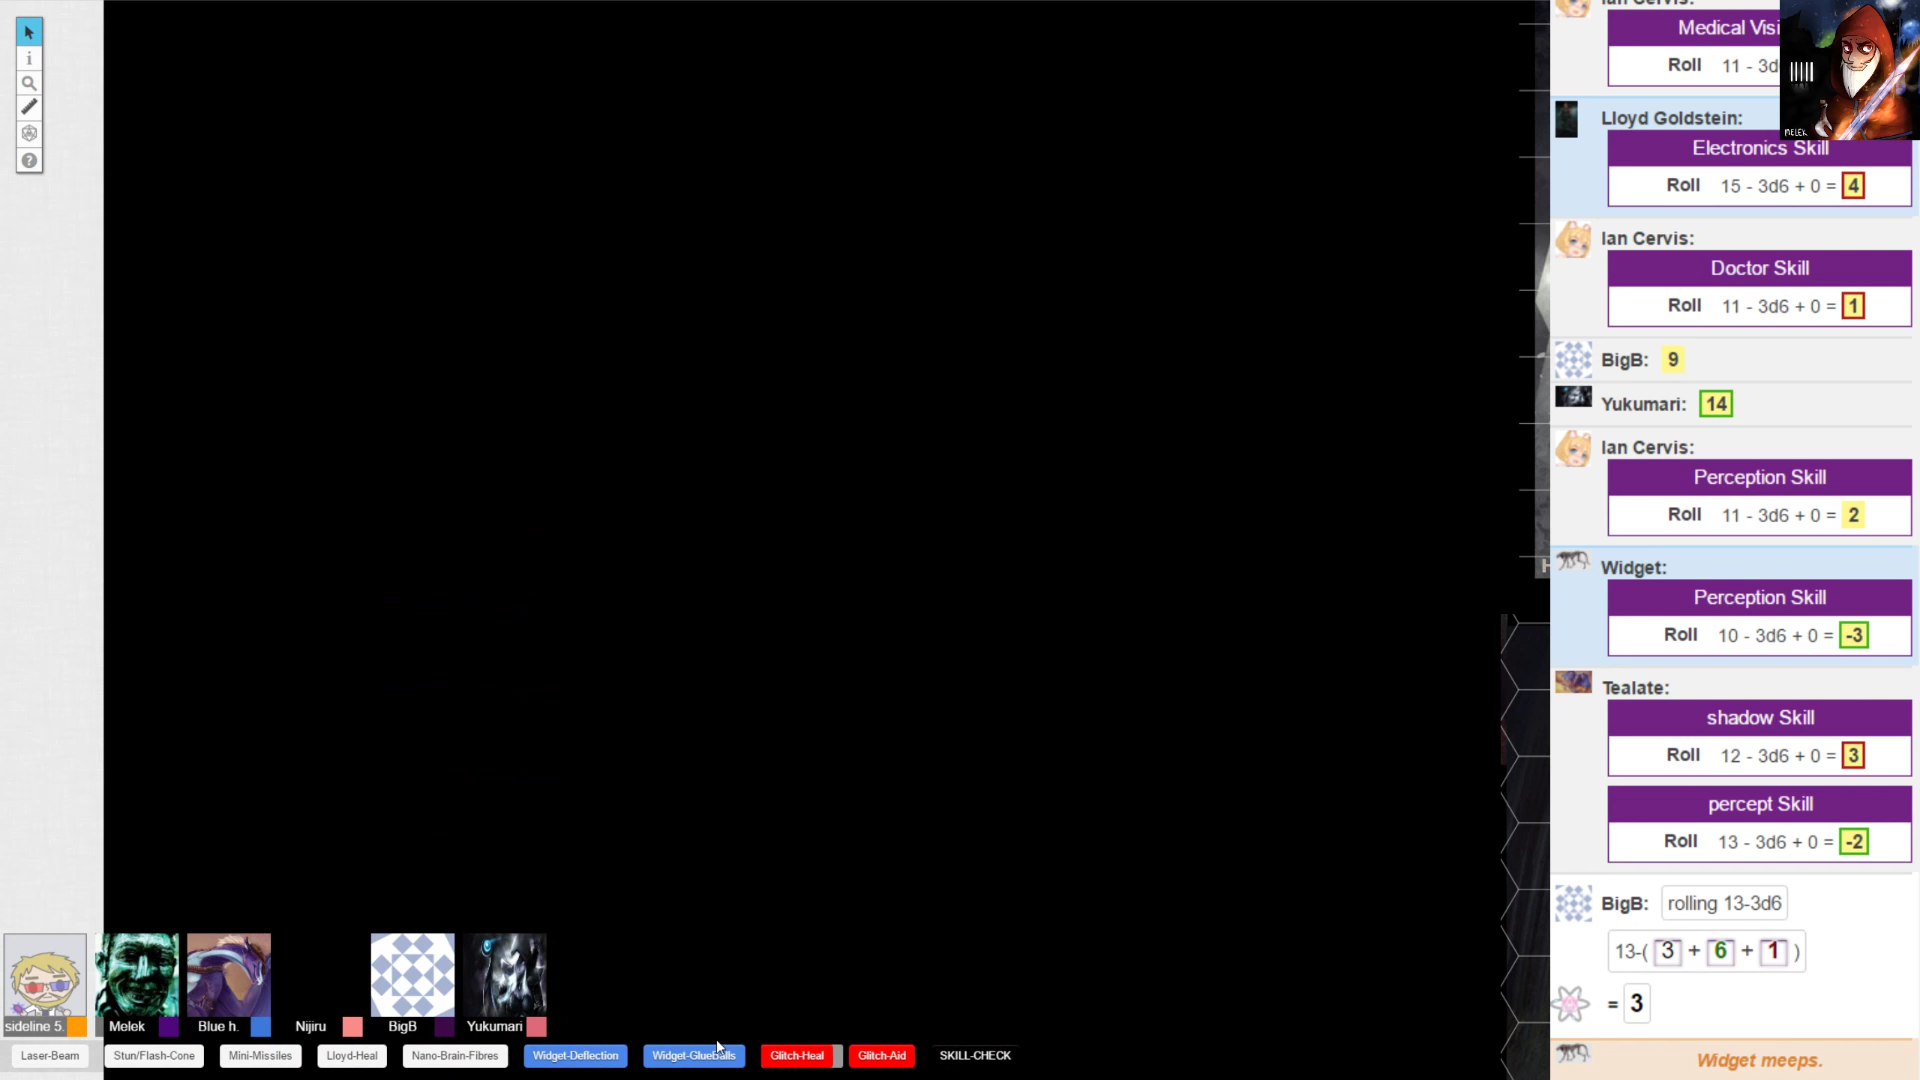 Medical Visi
Roll 11 - 3d
MELEK
Lloyd Goldstein:
Electronics Skill
Roll 15 - 3d6 + 0 = 4
Ian Cervis:
Doctor Skill
Roll 11 - 3d6 + 0 = 1
BigB: 9
Yukumari: 14
Ian Cervis:
Perception Skill
Roll 11 - 3d6 + 0 = 2
Widget:
Perception Skill
Roll 10 - 3d6 + 0 = -3
Tealate:
shadow Skill
Roll 12 - 3d6 + 0 = 3
percept Skill
Roll 13 - 3d6 + 0 = -2
BigB: rolling 13-3d6
13-( 3 + 6 + 1 )
= 3
Widget meeps.
sideline 5.
Melek
Blue h.
Nijiru
BigB
Yukumari
Laser-Beam
Stun/Flash-Cone
Mini-Missiles
Lloyd-Heal
Nano-Brain-Fibres
Widget-Deflection
Widget-GlueBalls
Glitch-Heal
Glitch-Aid
SKILL-CHECK